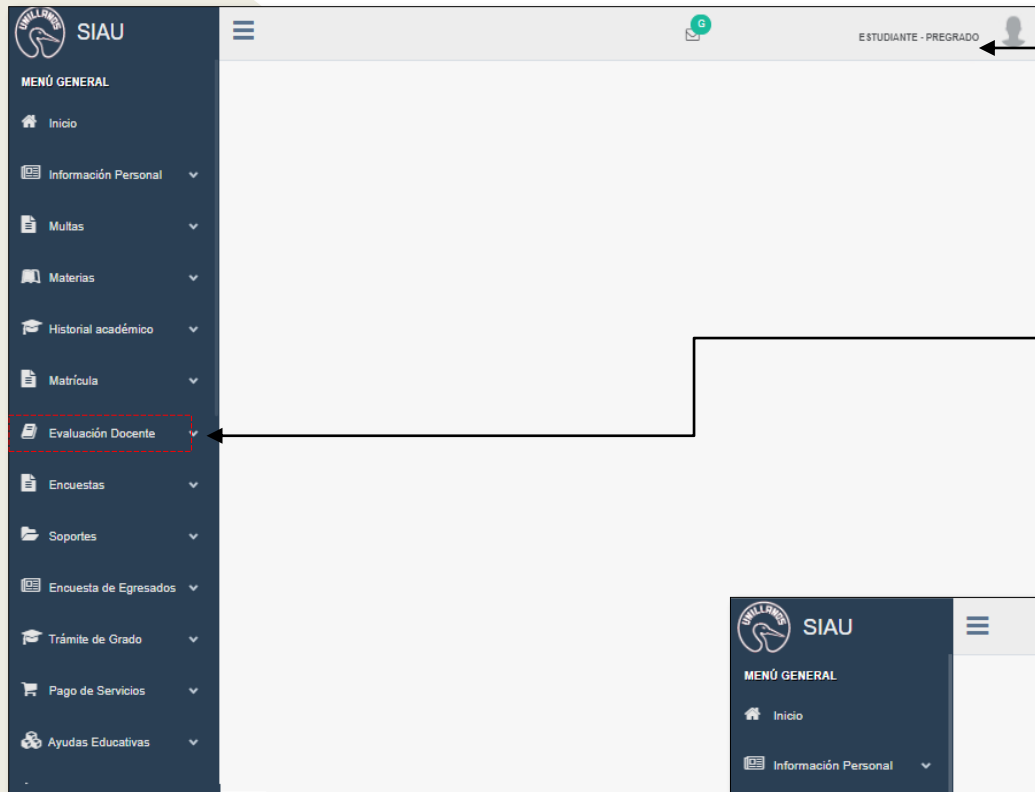 UNILLANOS
SIAU
G
ESTUDIANTE - PREGRADO
MENÚ GENERAL
Inicio
Información Personal
Multas
Materias
Historial académico
Matrícula
Evaluación Docente
Encuestas
Soportes
Encuesta de Egresados
Trámite de Grado
Pago de Servicios
Ayudas Educativas
UNILLANOS
SIAU
MENÚ GENERAL
Inicio
Información Personal